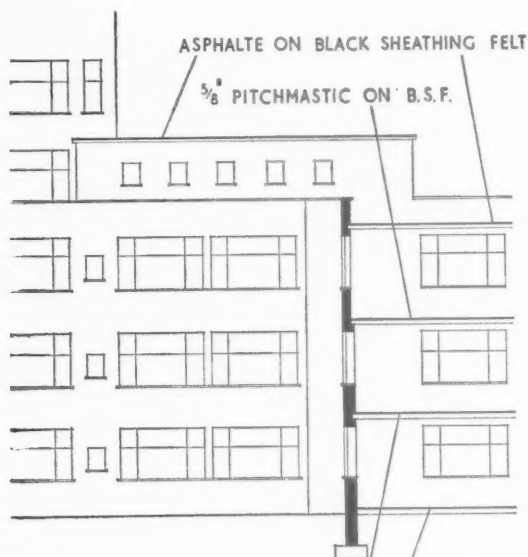 ASPHALTE ON BLACK SHEATHING FELT
5/8" PITCHMASTIC ON B.S.F.